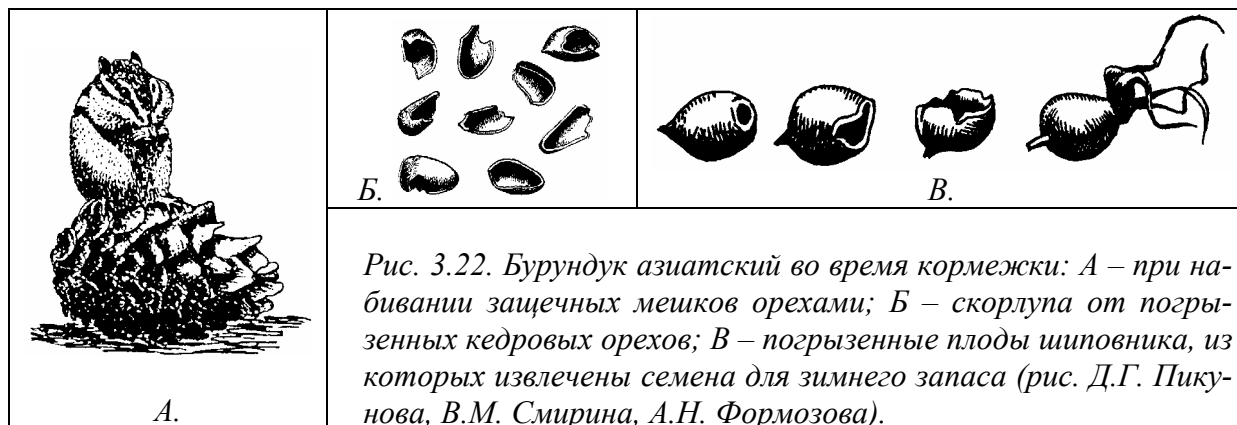 А.
Б.
В.
Рис. 3.22. Бурундук азиатский во время кормежки: А – при на-
бивании защечных мешков орехами; Б – скорлупа от погры-
зенных кедровых орехов; В – погрызенные плоды шиповника, из
которых извлечены семена для зимнего запаса (рис. Д.Г. Пику-
нова, В.М. Смирина, А.Н. Формозова).